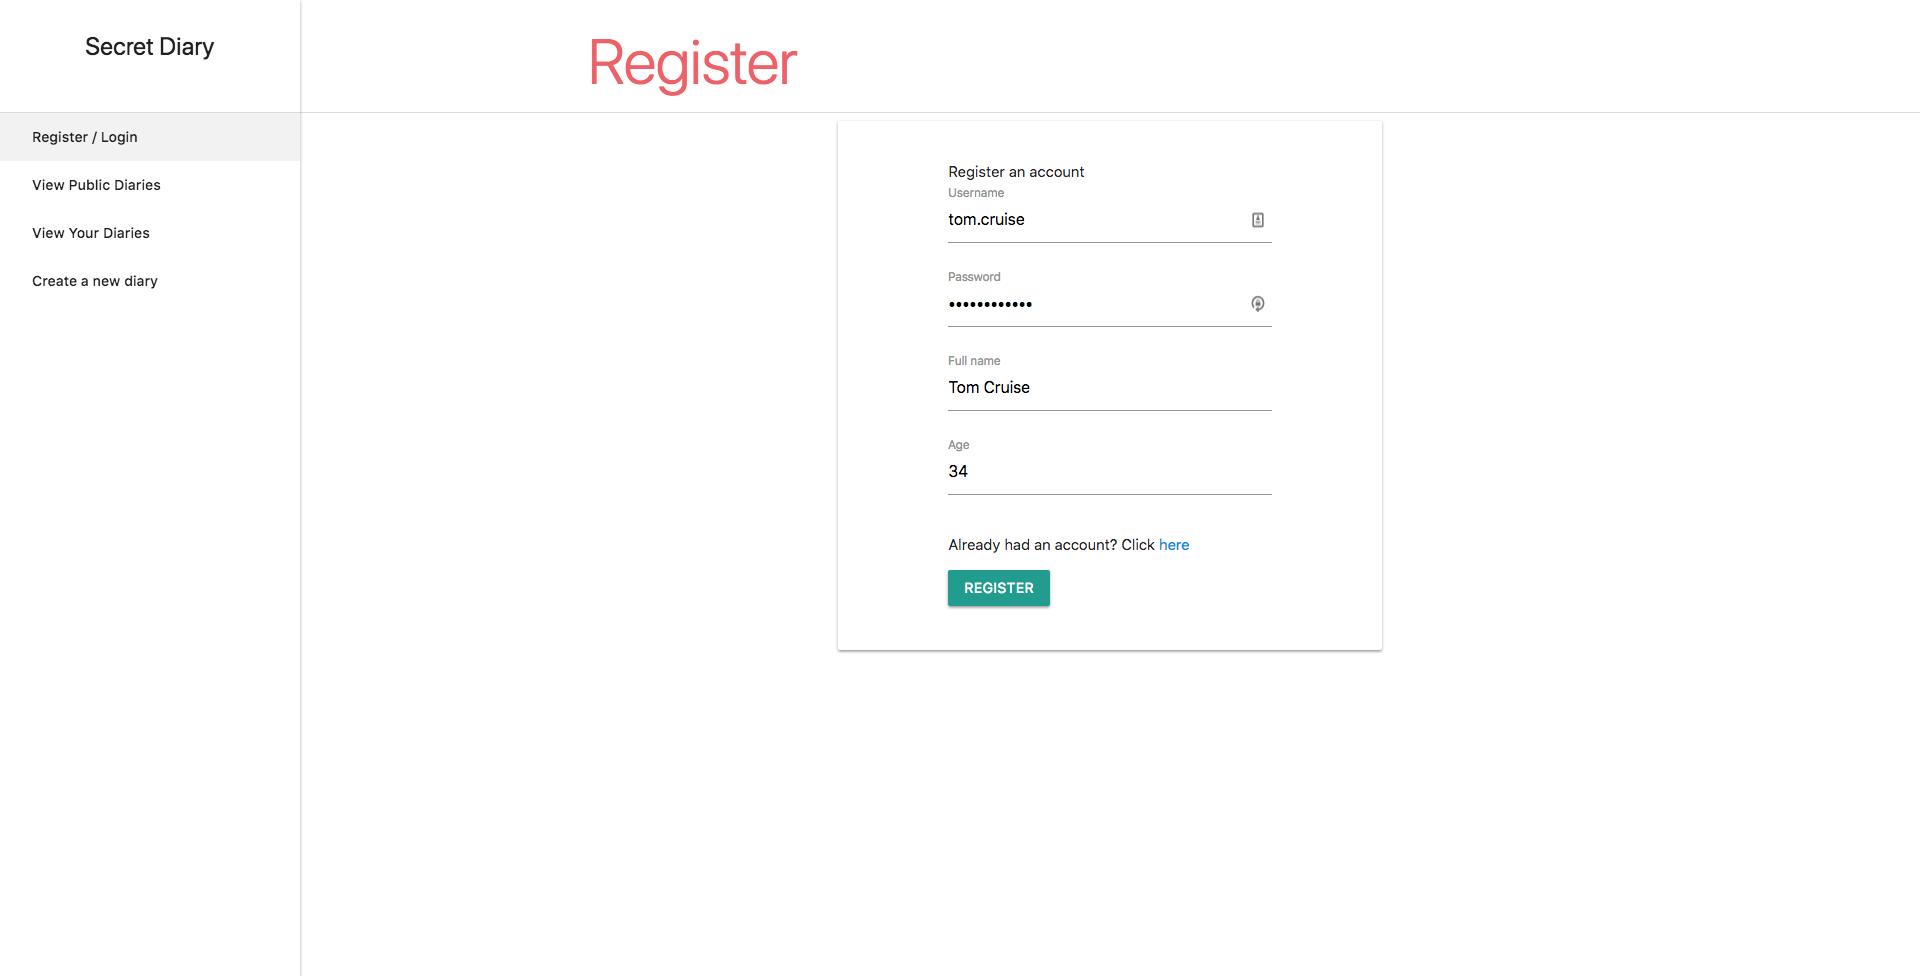 Secret Diary
Register
Register / Login
View Public Diaries
View Your Diaries
Create a new diary
Register an account
Username
tom.cruise
Password
••••••••••••
Full name
Tom Cruise
Age
34
Already had an account? Click here
REGISTER